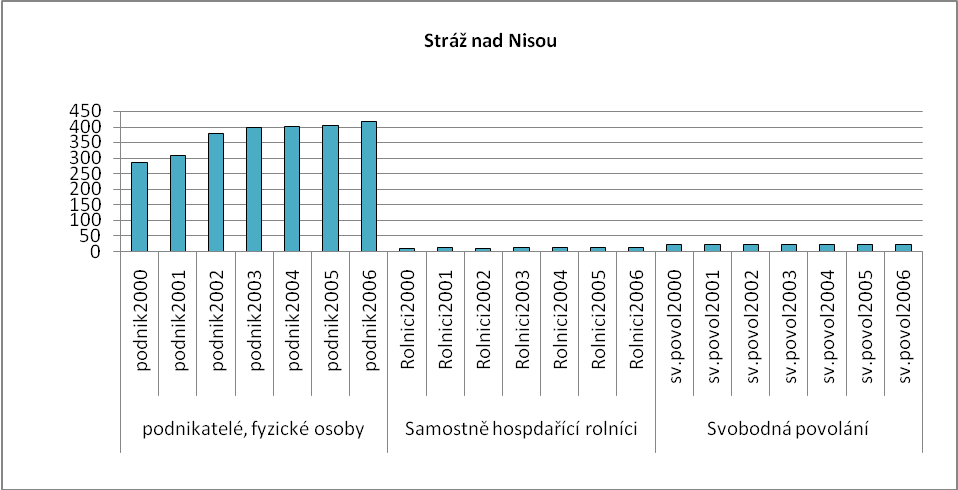 Stráž nad Nisou
450
400
350
300
250
200
150
100
50
0
podnik2000
podnik2001
podnik2002
podnik2003
podnik2004
podnik2005
podnik2006
Rolnici2000
Rolnici2001
Rolnici2002
Rolnici2003
Rolnici2004
Rolnici2005
Rolnici2006
sv.povol2000
sv.povol2001
sv.povol2002
sv.povol2003
sv.povol2004
sv.povol2005
sv.povol2006
podnikatelé, fyzické osoby
Samostně hospdařící rolníci
Svobodná povolání